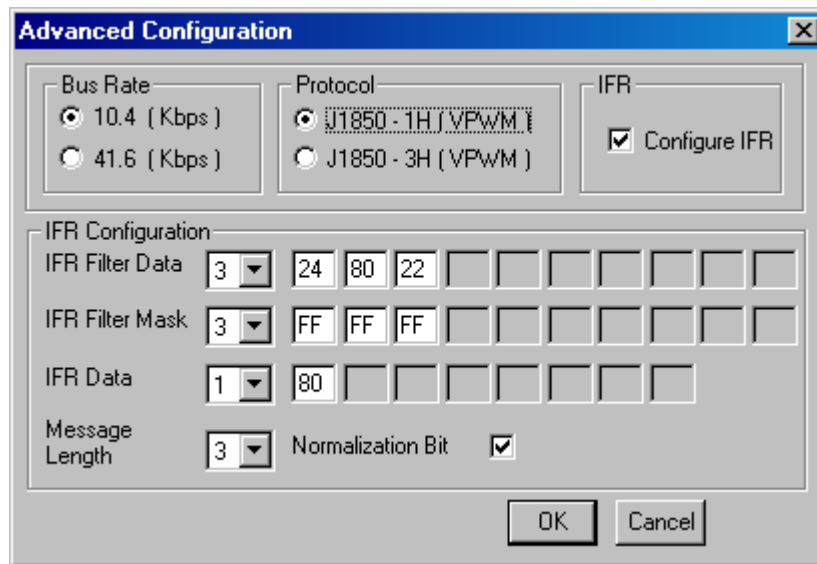 Advanced Configuration
Bus Rate
10.4 ( Kbps )
41.6 ( Kbps )
Protocol
J1850 - 1H ( VPWM )
J1850 - 3H ( VPWM )
IFR
Configure IFR
IFR Configuration
IFR Filter Data 3 24 80 22
IFR Filter Mask 3 FF FF FF
IFR Data 1 80
Message
Length 3 Normalization Bit
OK Cancel